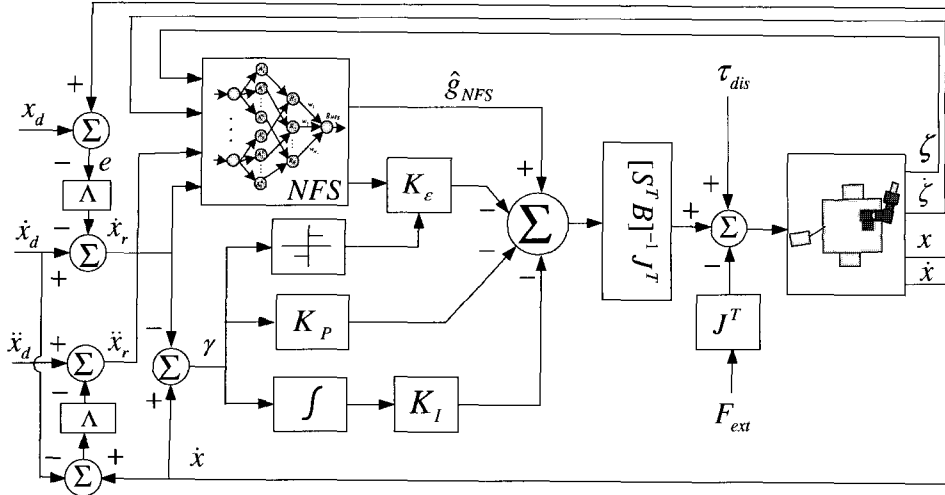 +
x_d
Σ
−
e
Λ
−
ẋ_d
Σ
ẋ_r
+
ẍ_d
+
Σ
ẍ_r
−
Λ
−
Σ
+
ẋ
−
Σ
γ
+
NFS
ĝ_NFS
K_ε
K_P
∫
K_I
+
−
Σ
−
−
[S^T B]^{-1} J^T
τ_dis
+
+
Σ
−
J^T
F_ext
ζ
ζ̇
x
ẋ